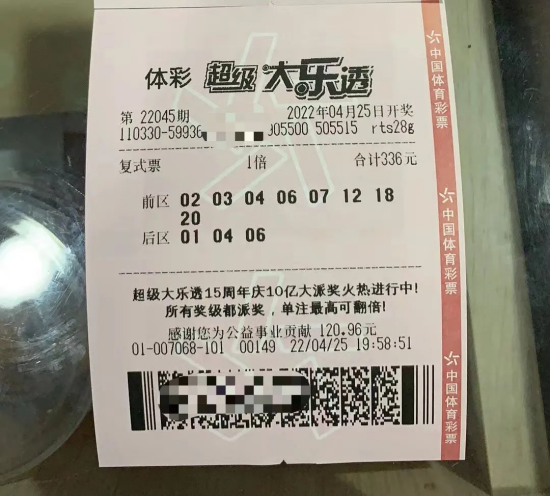 体彩 超级大乐透
第 22045期 2022年04月25日开奖
110330-59936 05500 505515 rts28g
复式票 1倍 合计336元
前区 02 03 04 06 07 12 18
20
后区 01 04 06
超级大乐透15周年庆10亿大派奖火热进行中!
所有奖级都派奖，单注最高可翻倍!
感谢您为公益事业贡献 120.96元
01-007068-101 00149 22/04/25 19:58:51
中国体育彩票
中国体育彩票
中国体育彩票